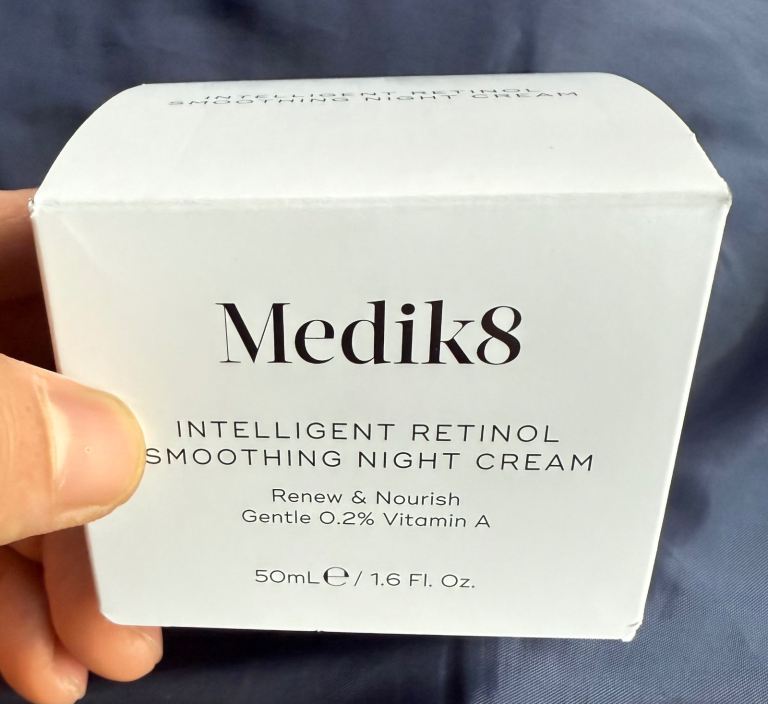 INTELLIGENT RETINOL
SMOOTHING NIGHT CREAM
Medik8
INTELLIGENT RETINOL
SMOOTHING NIGHT CREAM
Renew & Nourish
Gentle 0.2% Vitamin A
50mL℮ / 1.6 Fl. Oz.